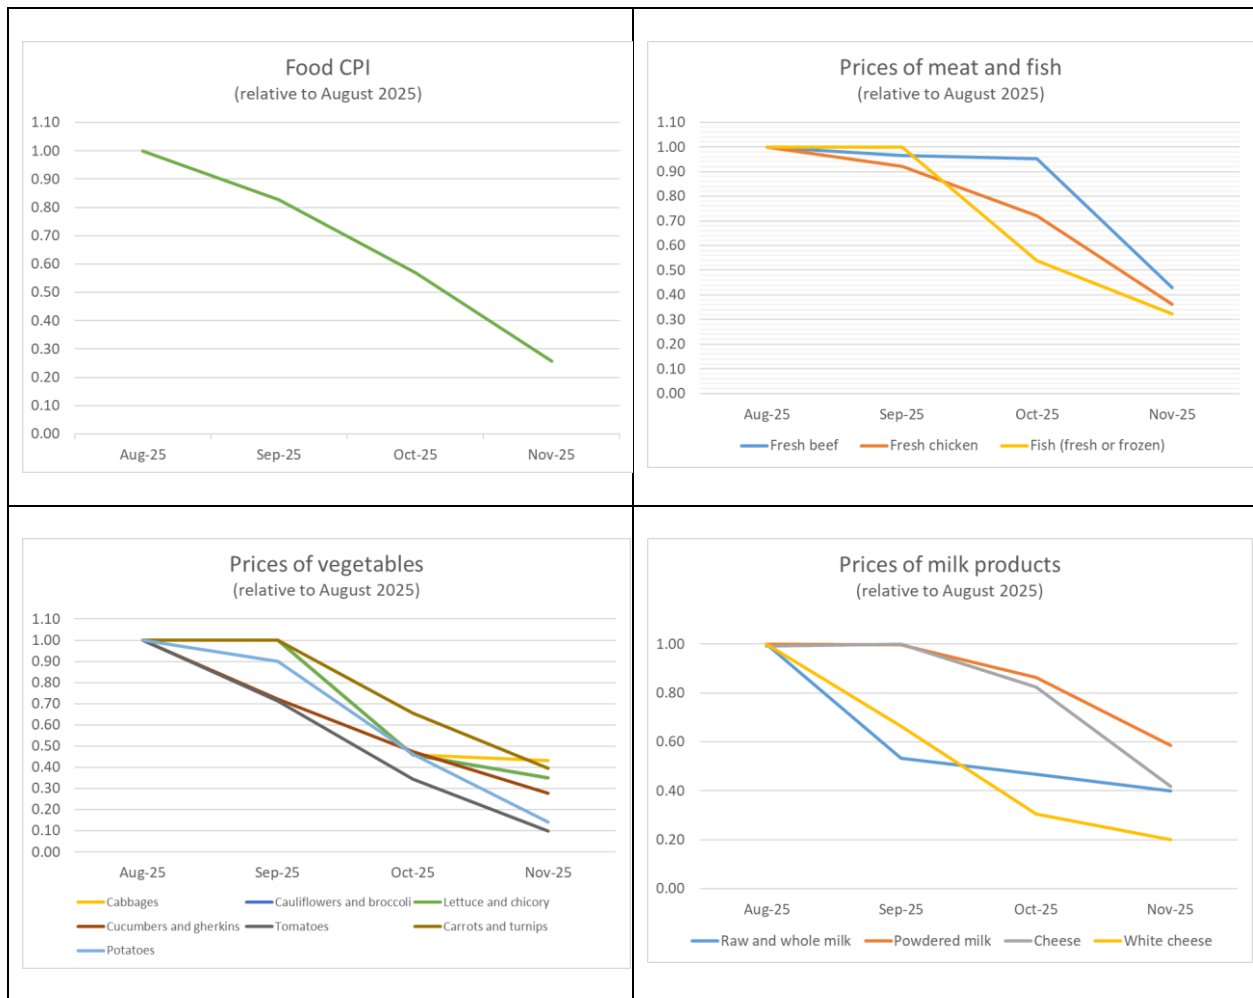 Food CPI
(relative to August 2025)
1.10
1.00
0.90
0.80
0.70
0.60
0.50
0.40
0.30
0.20
0.10
0.00
Aug-25 Sep-25 Oct-25 Nov-25
Prices of meat and fish
(relative to August 2025)
1.10
1.00
0.90
0.80
0.70
0.60
0.50
0.40
0.30
0.20
0.10
0.00
Aug-25 Sep-25 Oct-25 Nov-25
Fresh beef Fresh chicken Fish (fresh or frozen)
Prices of vegetables
(relative to August 2025)
1.10
1.00
0.90
0.80
0.70
0.60
0.50
0.40
0.30
0.20
0.10
0.00
Aug-25 Sep-25 Oct-25 Nov-25
Cabbages Cauliflowers and broccoli Lettuce and chicory
Cucumbers and gherkins Tomatoes Carrots and turnips
Potatoes
Prices of milk products
(relative to August 2025)
1.00
0.80
0.60
0.40
0.20
0.00
Aug-25 Sep-25 Oct-25 Nov-25
Raw and whole milk Powdered milk Cheese White cheese